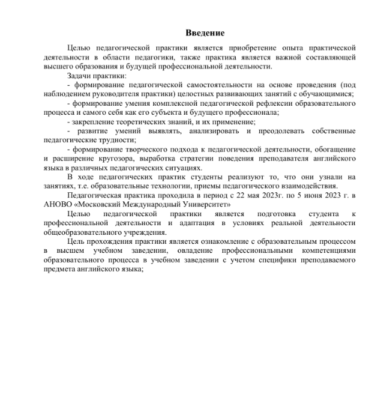 Введение
Целью педагогической практики является приобретение опыта практической
деятельности в области педагогики, также практика является важной составляющей
высшего образования и будущей профессиональной деятельности.
Задачи практики:
- формирование педагогической самостоятельности на основе проведения (под
наблюдением руководителя практики) целостных развивающих занятий с обучающимися;
- формирование умения комплексной педагогической рефлексии образовательного
процесса и самого себя как его субъекта и будущего профессионала;
- закрепление теоретических знаний, и их применение;
- развитие умений выявлять, анализировать и преодолевать собственные
педагогические трудности;
- формирование творческого подхода к педагогической деятельности, обогащение
и расширение кругозора, выработка стратегии поведения преподавателя английского
языка в различных педагогических ситуациях.
В ходе педагогических практик студенты реализуют то, что они узнали на
занятиях, т.е. образовательные технологии, приемы педагогического взаимодействия.
Педагогическая практика проходила в период с 22 мая 2023г. по 5 июня 2023 г. в
АНОВО «Московский Международный Университет»
Целью педагогической практики является подготовка студента к
профессиональной деятельности и адаптация в условиях реальной деятельности
общеобразовательного учреждения.
Цель прохождения практики является ознакомление с образовательным процессом
в высшем учебном заведении, овладение профессиональными компетенциями
образовательного процесса в учебном заведении с учетом специфики преподаваемого
предмета английского языка;